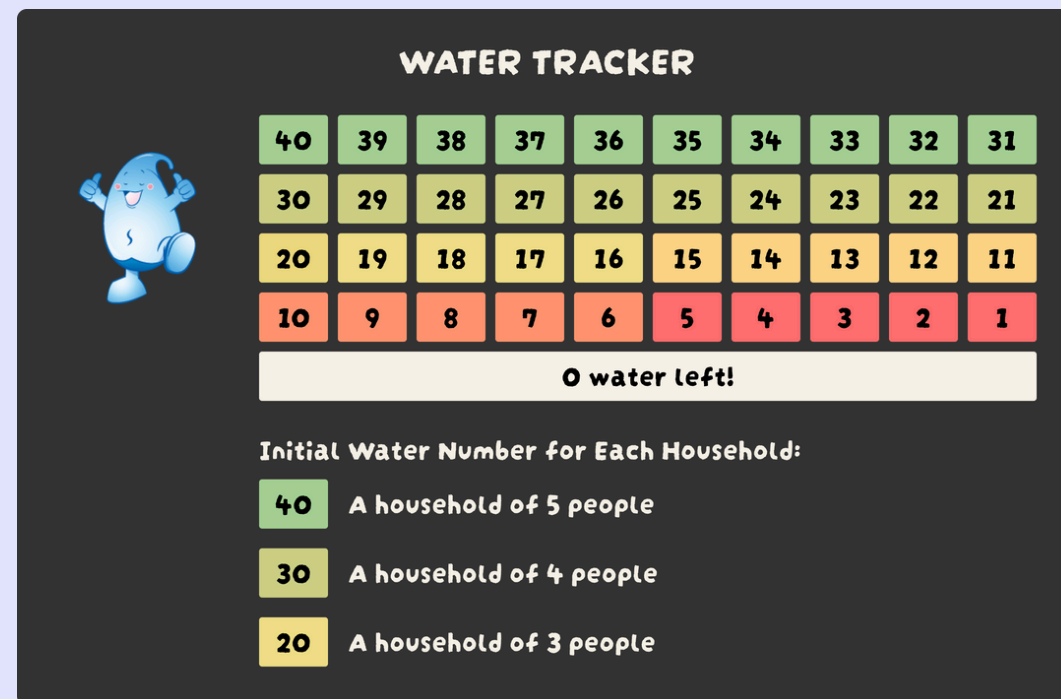 WATER TRACKER
40 39 38 37 36 35 34 33 32 31
30 29 28 27 26 25 24 23 22 21
20 19 18 17 16 15 14 13 12 11
10 9 8 7 6 5 4 3 2 1
0 water left!
Initial Water Number for Each Household:
40 A household of 5 people
30 A household of 4 people
20 A household of 3 people